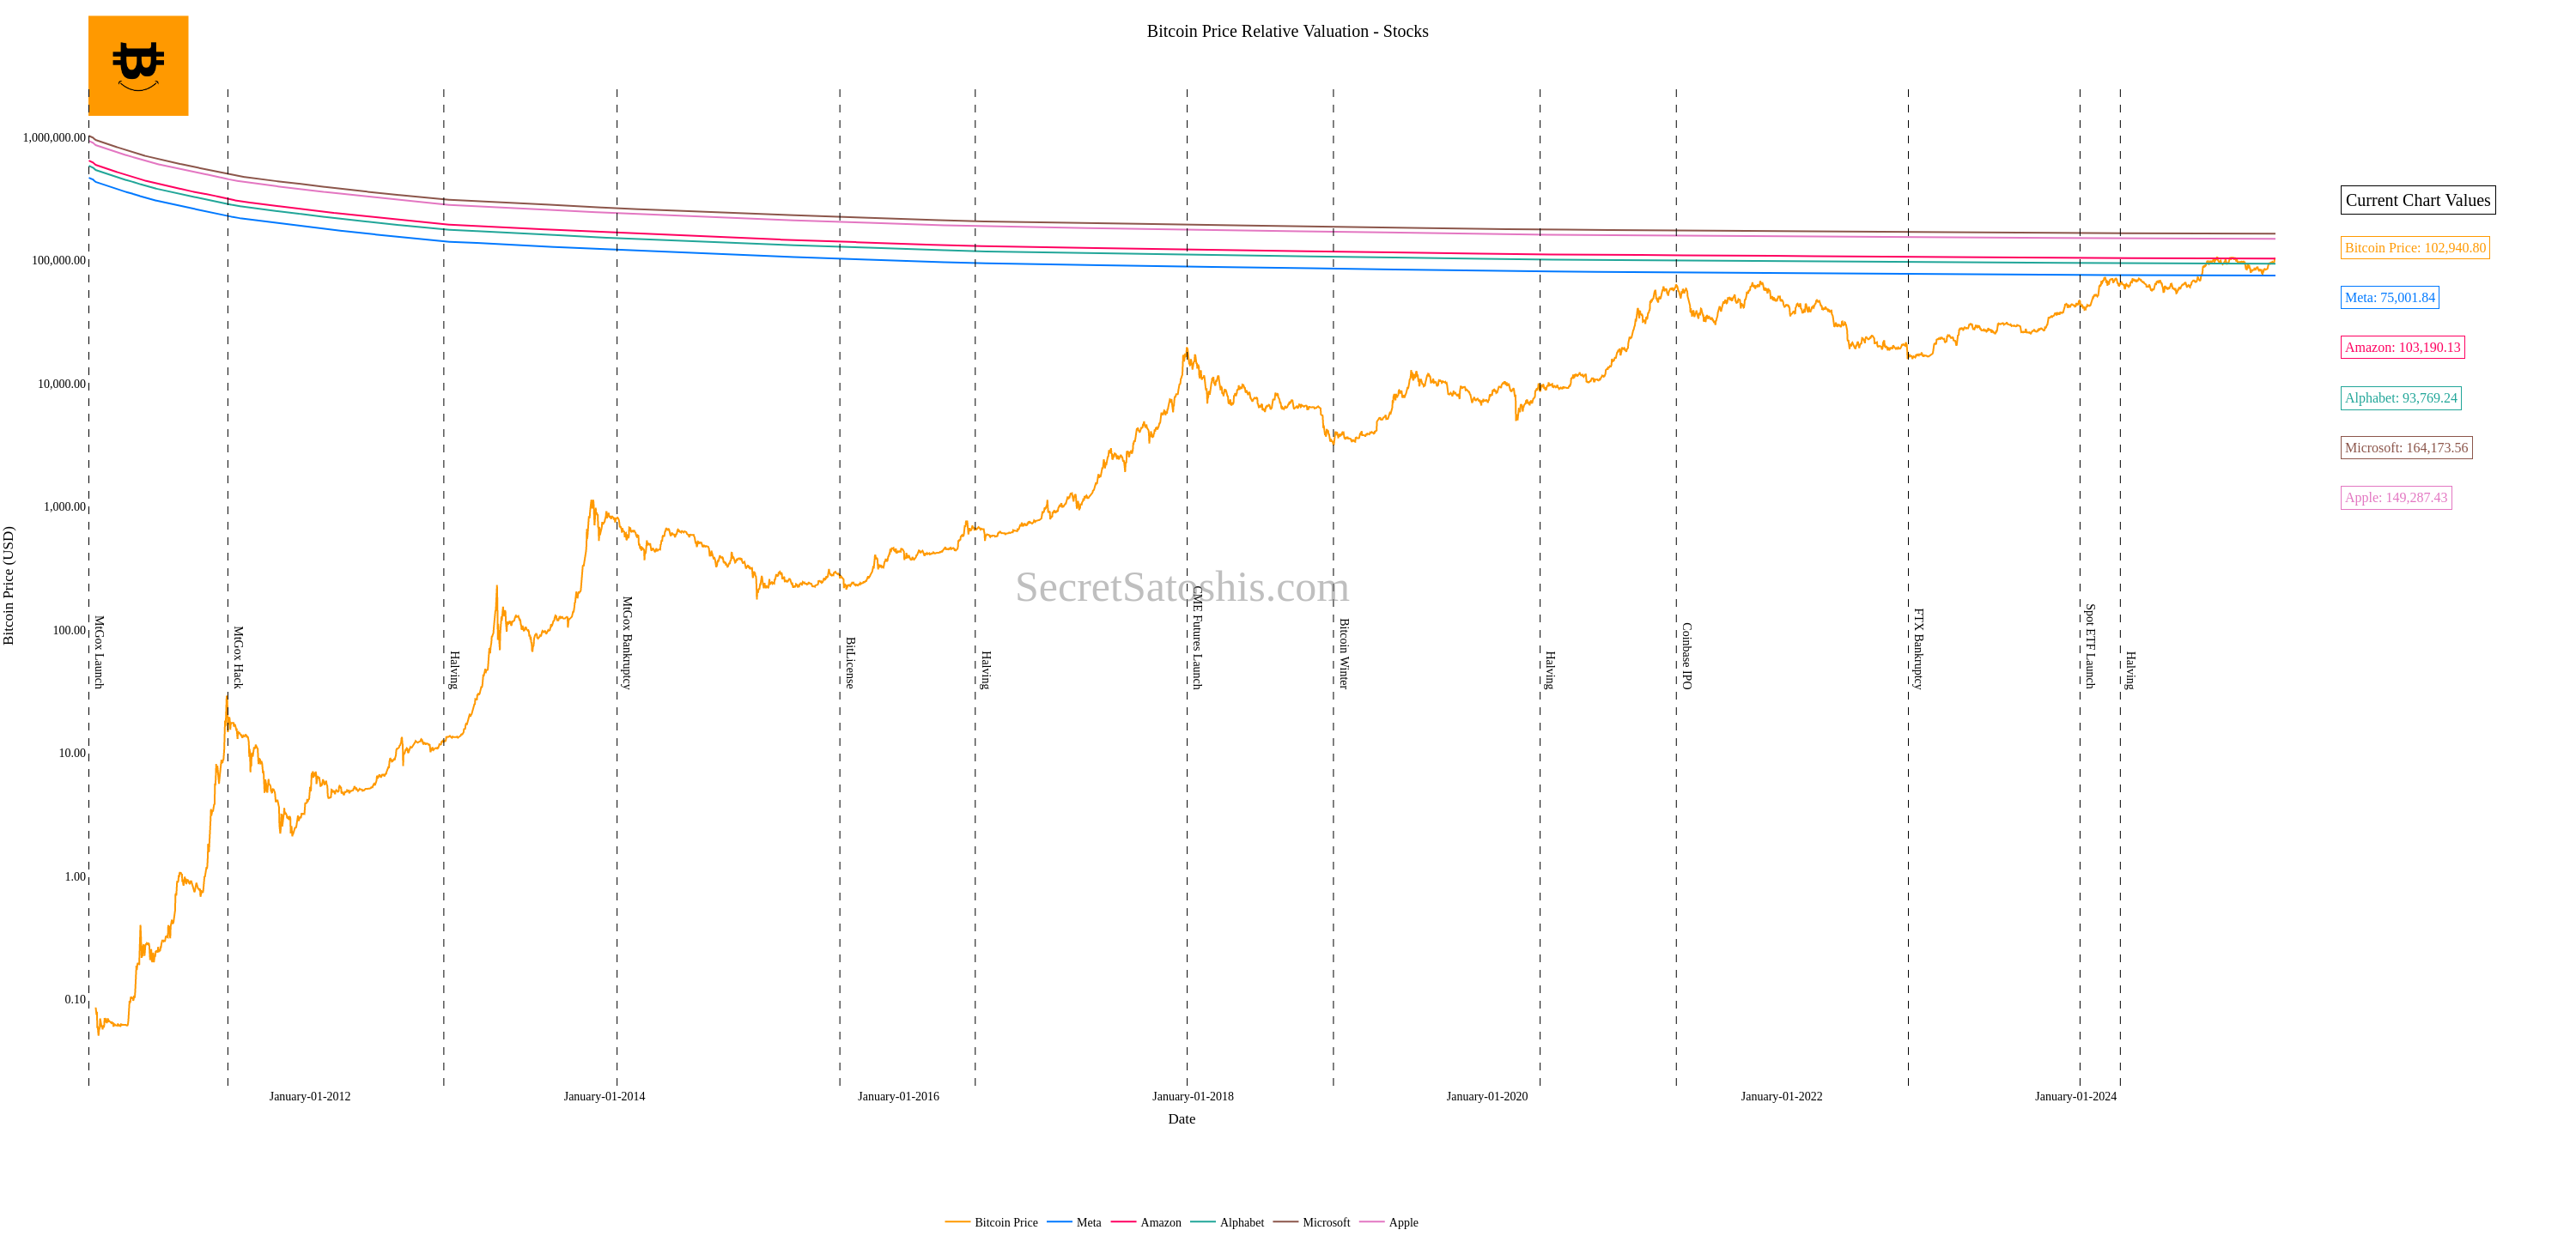 Bitcoin Price Relative Valuation - Stocks
1,000,000.00
100,000.00
10,000.00
1,000.00
100.00
10.00
1.00
0.10
Bitcoin Price (USD)
MtGox Launch
MtGox Hack
Halving
MtGox Bankruptcy
BitLicense
Halving
CME Futures Launch
Bitcoin Winter
Halving
Coinbase IPO
FTX Bankruptcy
Spot ETF Launch
Halving
SecretSatoshis.com
Current Chart Values
Bitcoin Price: 102,940.80
Meta: 75,001.84
Amazon: 103,190.13
Alphabet: 93,769.24
Microsoft: 164,173.56
Apple: 149,287.43
January-01-2012
January-01-2014
January-01-2016
January-01-2018
January-01-2020
January-01-2022
January-01-2024
Date
Bitcoin Price
Meta
Amazon
Alphabet
Microsoft
Apple